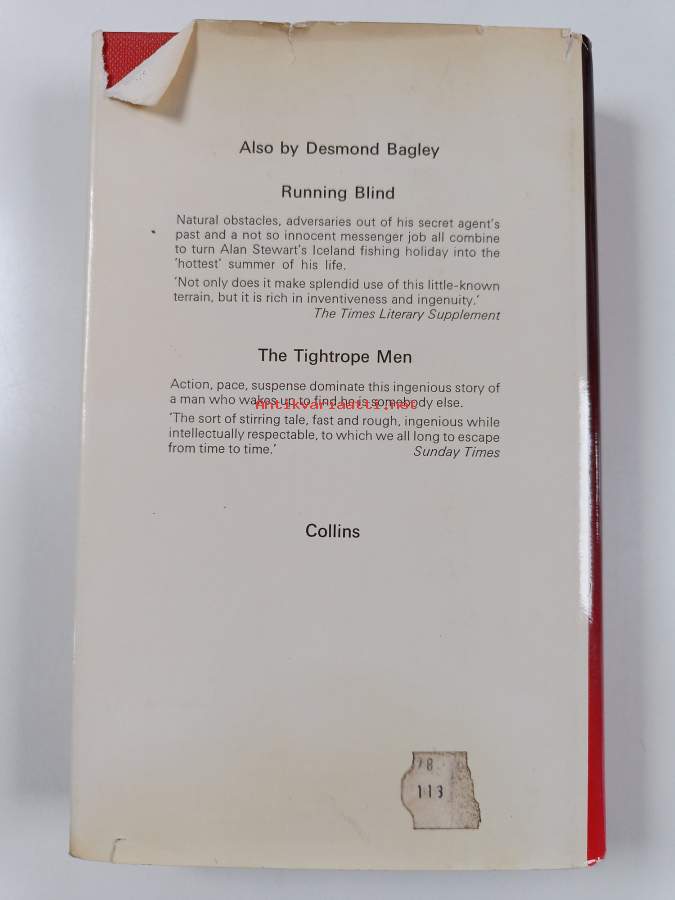 Also by Desmond Bagley
Running Blind
Natural obstacles, adversaries out of his secret agent's
past and a not so innocent messenger job all combine
to turn Alan Stewart's Iceland fishing holiday into the
'hottest' summer of his life.
'Not only does it make splendid use of this little-known
terrain, but it is rich in inventiveness and ingenuity.'
The Times Literary Supplement
The Tightrope Men
Action, pace, suspense dominate this ingenious story of
a man who wakes up to find he is somebody else.
Antikvariaatti.net
'The sort of stirring tale, fast and rough, ingenious while
intellectually respectable, to which we all long to escape
from time to time.' Sunday Times
Collins
78
113